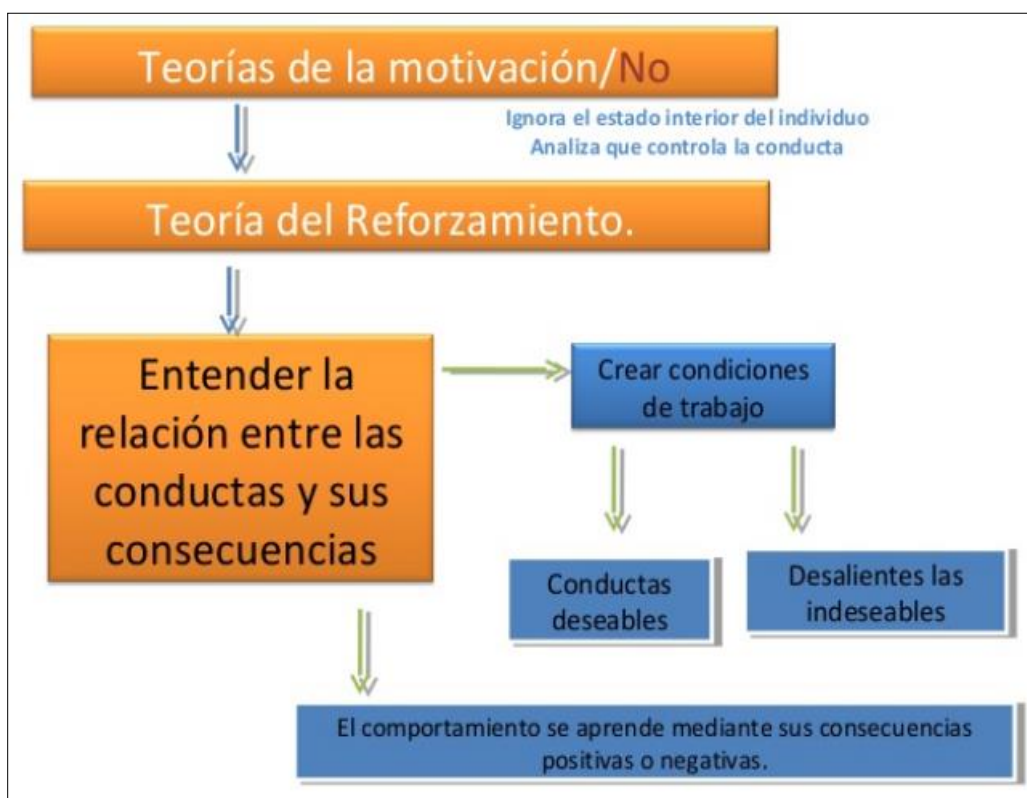 Teorías de la motivación/No
Ignora el estado interior del individuo
Analiza que controla la conducta
Teoría del Reforzamiento.
Entender la
relación entre las
conductas y sus
consecuencias
Crear condiciones
de trabajo
Conductas
deseables
Desalientes las
indeseables
El comportamiento se aprende mediante sus consecuencias
positivas o negativas.